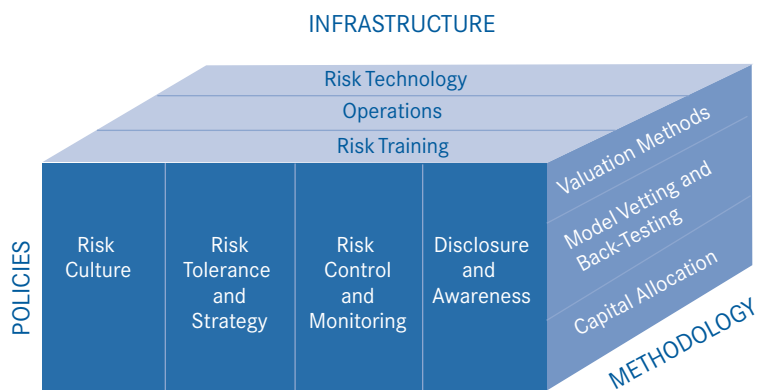 INFRASTRUCTURE
Risk Technology
Operations
Risk Training
POLICIES
Risk
Culture
Risk
Tolerance
and
Strategy
Risk
Control
and
Monitoring
Disclosure
and
Awareness
Valuation Methods
Model Vetting and
Back-Testing
Capital Allocation
METHODOLOGY